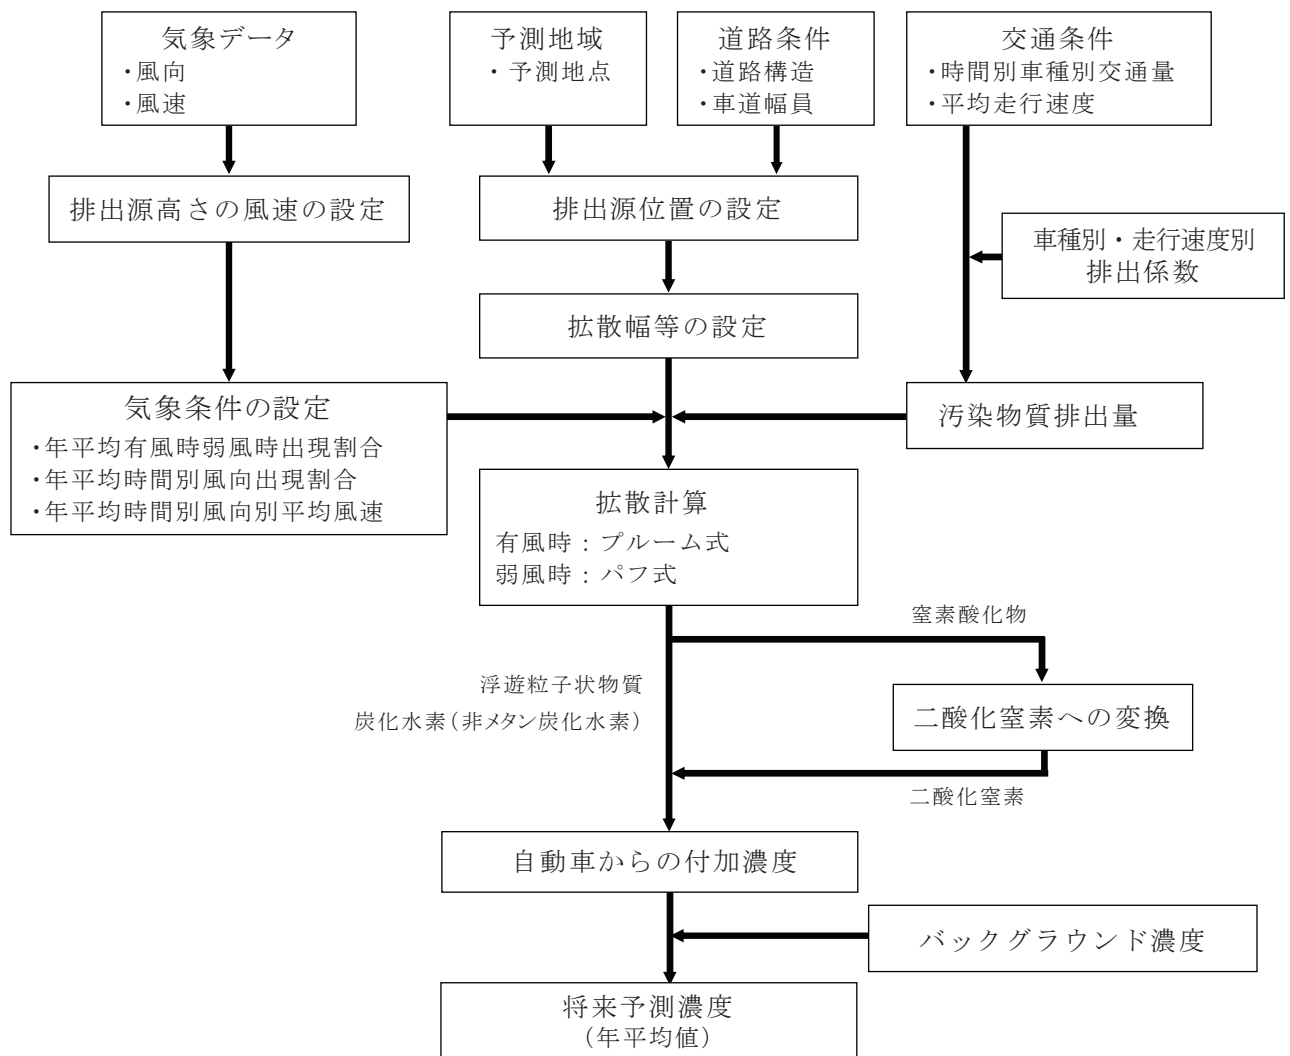 気象データ
・風向
・風速
予測地域
・予測地点
道路条件
・道路構造
・車道幅員
交通条件
・時間別車種別交通量
・平均走行速度
排出源高さの風速の設定
排出源位置の設定
車種別・走行速度別
排出係数
拡散幅等の設定
気象条件の設定
・年平均有風時弱風時出現割合
・年平均時間別風向出現割合
・年平均時間別風向別平均風速
汚染物質排出量
拡散計算
有風時：プルーム式
弱風時：パフ式
窒素酸化物
浮遊粒子状物質
炭化水素(非メタン炭化水素)
二酸化窒素への変換
二酸化窒素
自動車からの付加濃度
バックグラウンド濃度
将来予測濃度
(年平均値)